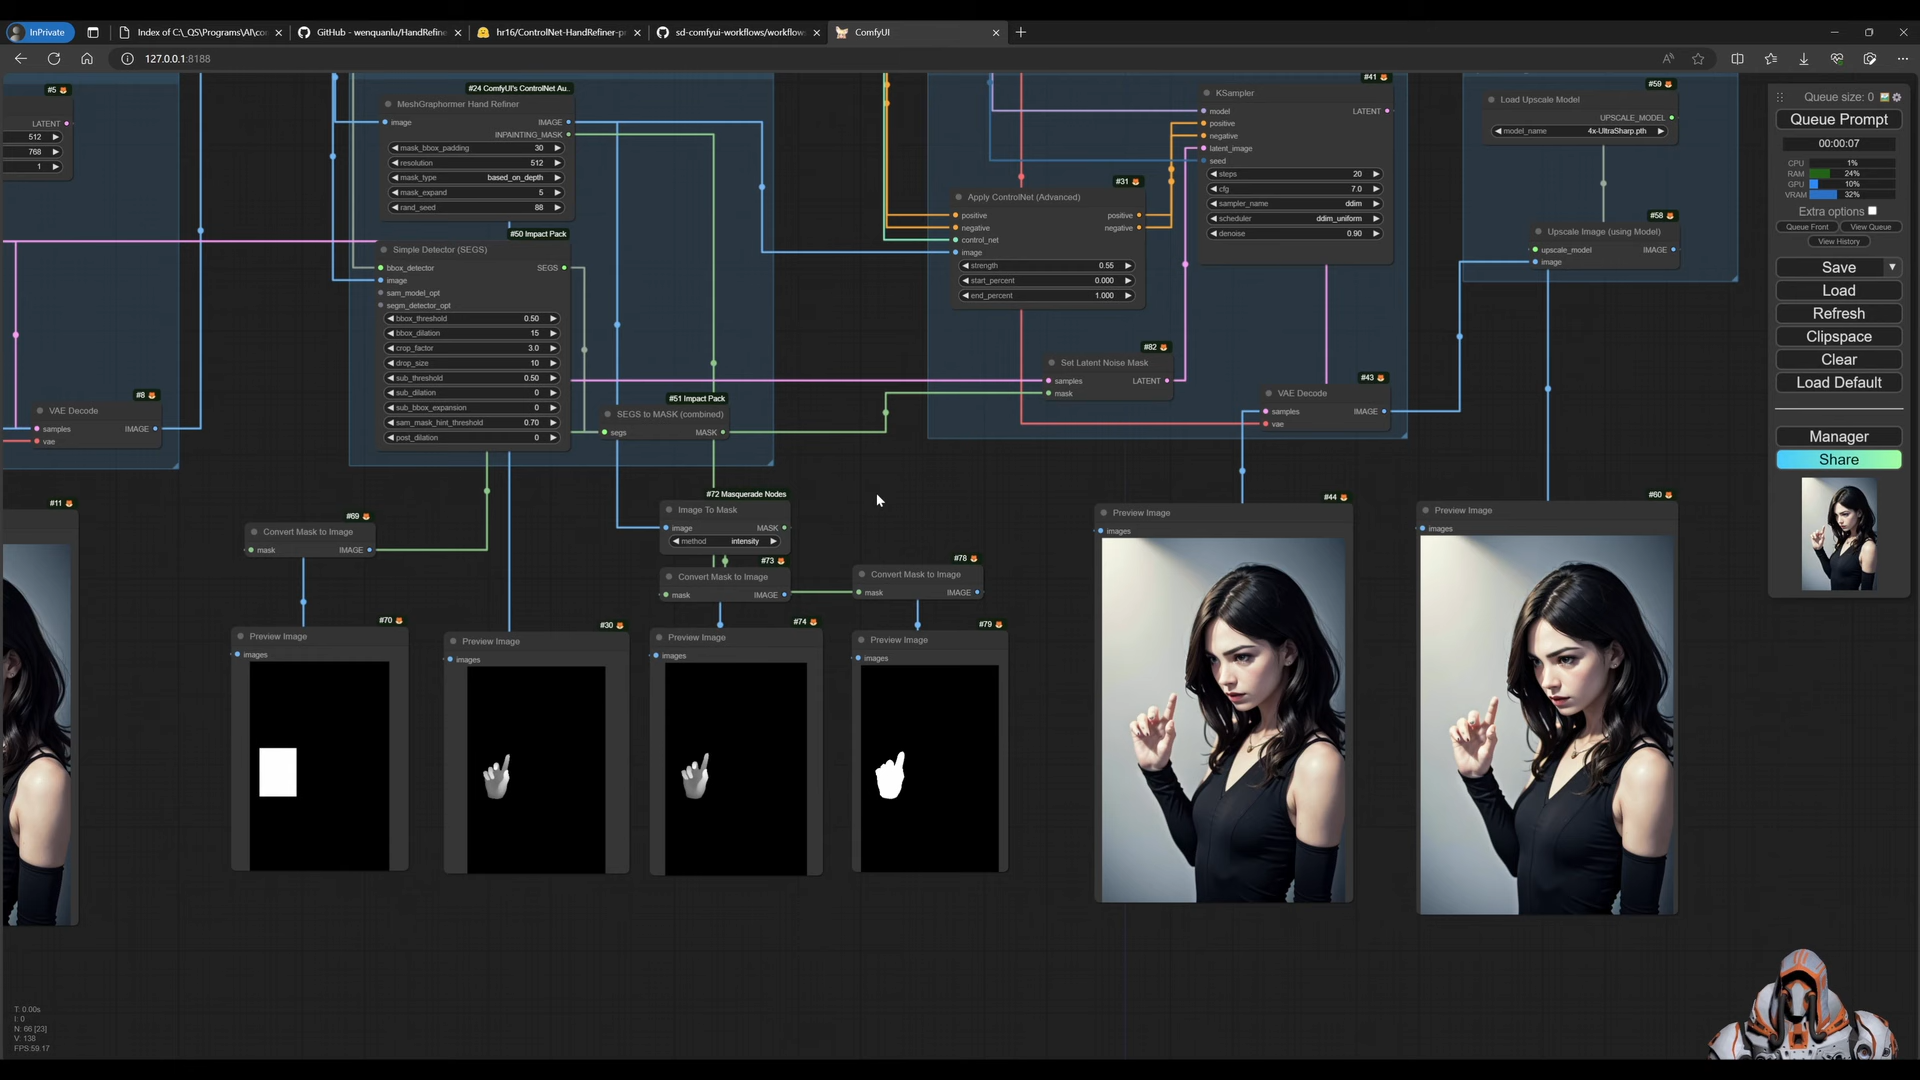 InPrivate
Index of C:\_QS\Programs\AI\co
GitHub - wenquanlu/HandRefine
hr16/ControlNet-HandRefiner-p
sd-comfyui-workflows/workflow
ComfyUI
127.0.0.1:8188
#5
LATENT
512
768
1
#8
VAE Decode
samples
IMAGE
vae
#11
#24 ComfyUI's ControlNet Au..
MeshGraphormer Hand Refiner
image
IMAGE
INPAINTING_MASK
mask_bbox_padding 30
resolution 512
mask_type based_on_depth
mask_expand 5
rand_seed 88
#50 Impact Pack
Simple Detector (SEGS)
bbox_detector
SEGS
image
sam_model_opt
segm_detector_opt
bbox_threshold 0.50
bbox_dilation 15
crop_factor 3.0
drop_size 10
sub_threshold 0.50
sub_dilation 0
sub_bbox_expansion 0
sam_mask_hint_threshold 0.70
post_dilation 0
#51 Impact Pack
SEGS to MASK (combined)
segs
MASK
#31
Apply ControlNet (Advanced)
positive positive
negative negative
control_net
image
strength 0.55
start_percent 0.000
end_percent 1.000
#41
KSampler
LATENT
model
positive
negative
latent_image
seed
steps 20
cfg 7.0
sampler_name ddim
scheduler ddim_uniform
denoise 0.90
#82
Set Latent Noise Mask
samples LATENT
mask
#43
VAE Decode
samples IMAGE
vae
#59
Load Upscale Model
UPSCALE_MODEL
model_name 4x-UltraSharp.pth
#58
Upscale Image (using Model)
upscale_model IMAGE
image
#69
Convert Mask to Image
mask IMAGE
#72 Masquerade Nodes
Image To Mask
image MASK
method intensity
#73
Convert Mask to Image
mask IMAGE
#78
Convert Mask to Image
mask IMAGE
#70
Preview Image
images
#30
Preview Image
images
#74
Preview Image
images
#79
Preview Image
images
#44
Preview Image
images
#60
Preview Image
images
Queue size: 0
Queue Prompt
00:00:07
CPU 1%
RAM 24%
GPU 10%
VRAM 32%
Extra options
Queue Front
View Queue
View History
Save
Load
Refresh
Clipspace
Clear
Load Default
Manager
Share
T: 0.00s
I: 0
N: 66 [23]
V: 138
FPS 59.17